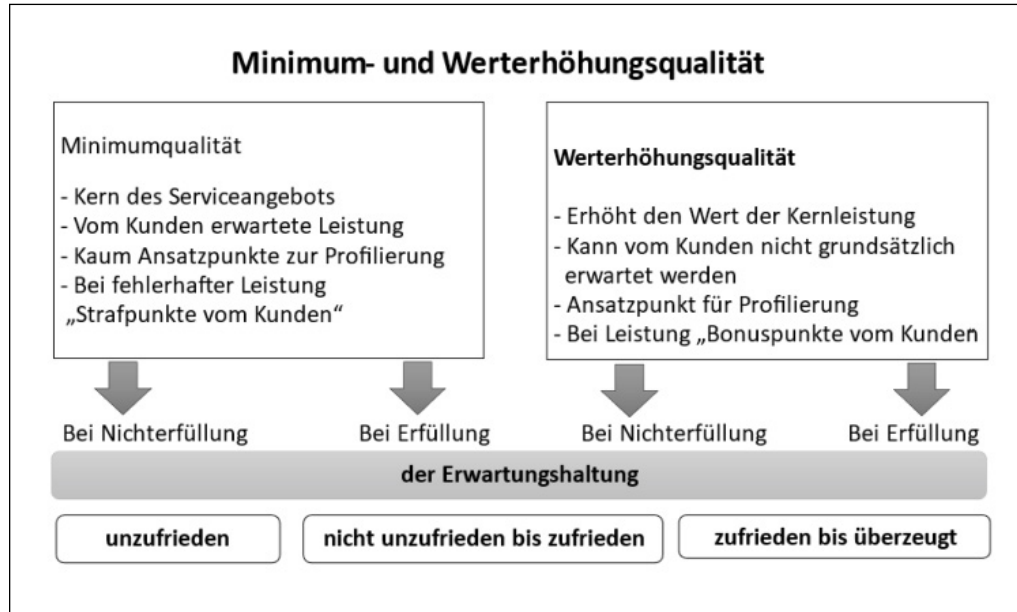 Minimum- und Werterhöhungsqualität
Minimumqualität
- Kern des Serviceangebots
- Vom Kunden erwartete Leistung
- Kaum Ansatzpunkte zur Profilierung
- Bei fehlerhafter Leistung
„Strafpunkte vom Kunden“
Werterhöhungsqualität
- Erhöht den Wert der Kernleistung
- Kann vom Kunden nicht grundsätzlich
erwartet werden
- Ansatzpunkt für Profilierung
- Bei Leistung „Bonuspunkte vom Kunden
Bei Nichterfüllung
Bei Erfüllung
Bei Nichterfüllung
Bei Erfüllung
der Erwartungshaltung
unzufrieden
nicht unzufrieden bis zufrieden
zufrieden bis überzeugt